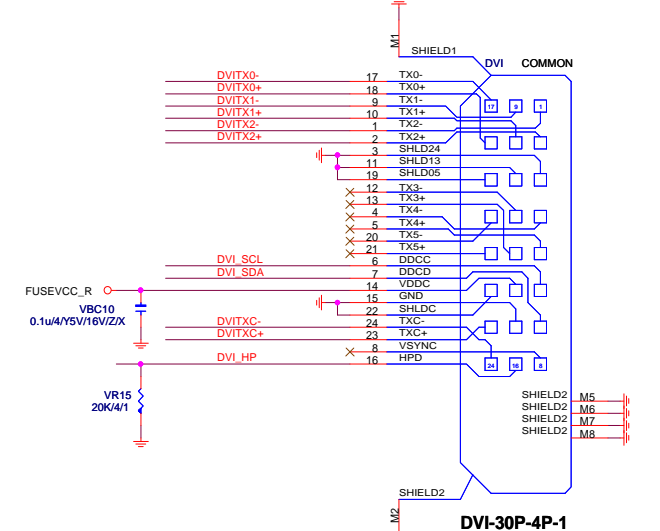 M1
SHIELD1
DVI COMMON
DVITX0- 17 TX0-
DVITX0+ 18 TX0+
DVITX1- 9 TX1-
17 9 1
DVITX1+ 10 TX1+
DVITX2- 1 TX2-
DVITX2+ 2 TX2+
3 SHLD24
11 SHLD13
19 SHLD05
12 TX3-
13 TX3+
4 TX4-
5 TX4+
20 TX5-
21 TX5+
DVI_SCL 6 DDCC
DVI_SDA 7 DDCD
FUSEVCC_R 14 VDDC
15 GND
VBC10
0.1u/4/Y5V/16V/Z/X
22 SHLDC
DVITXC- 24 TXC-
DVITXC+ 23 TXC+
8 VSYNC
DVI_HP 16 HPD
24 16 8
VR15
20K/4/1
SHIELD2 M5
SHIELD2 M6
SHIELD2 M7
SHIELD2 M8
SHIELD2
M2
DVI-30P-4P-1